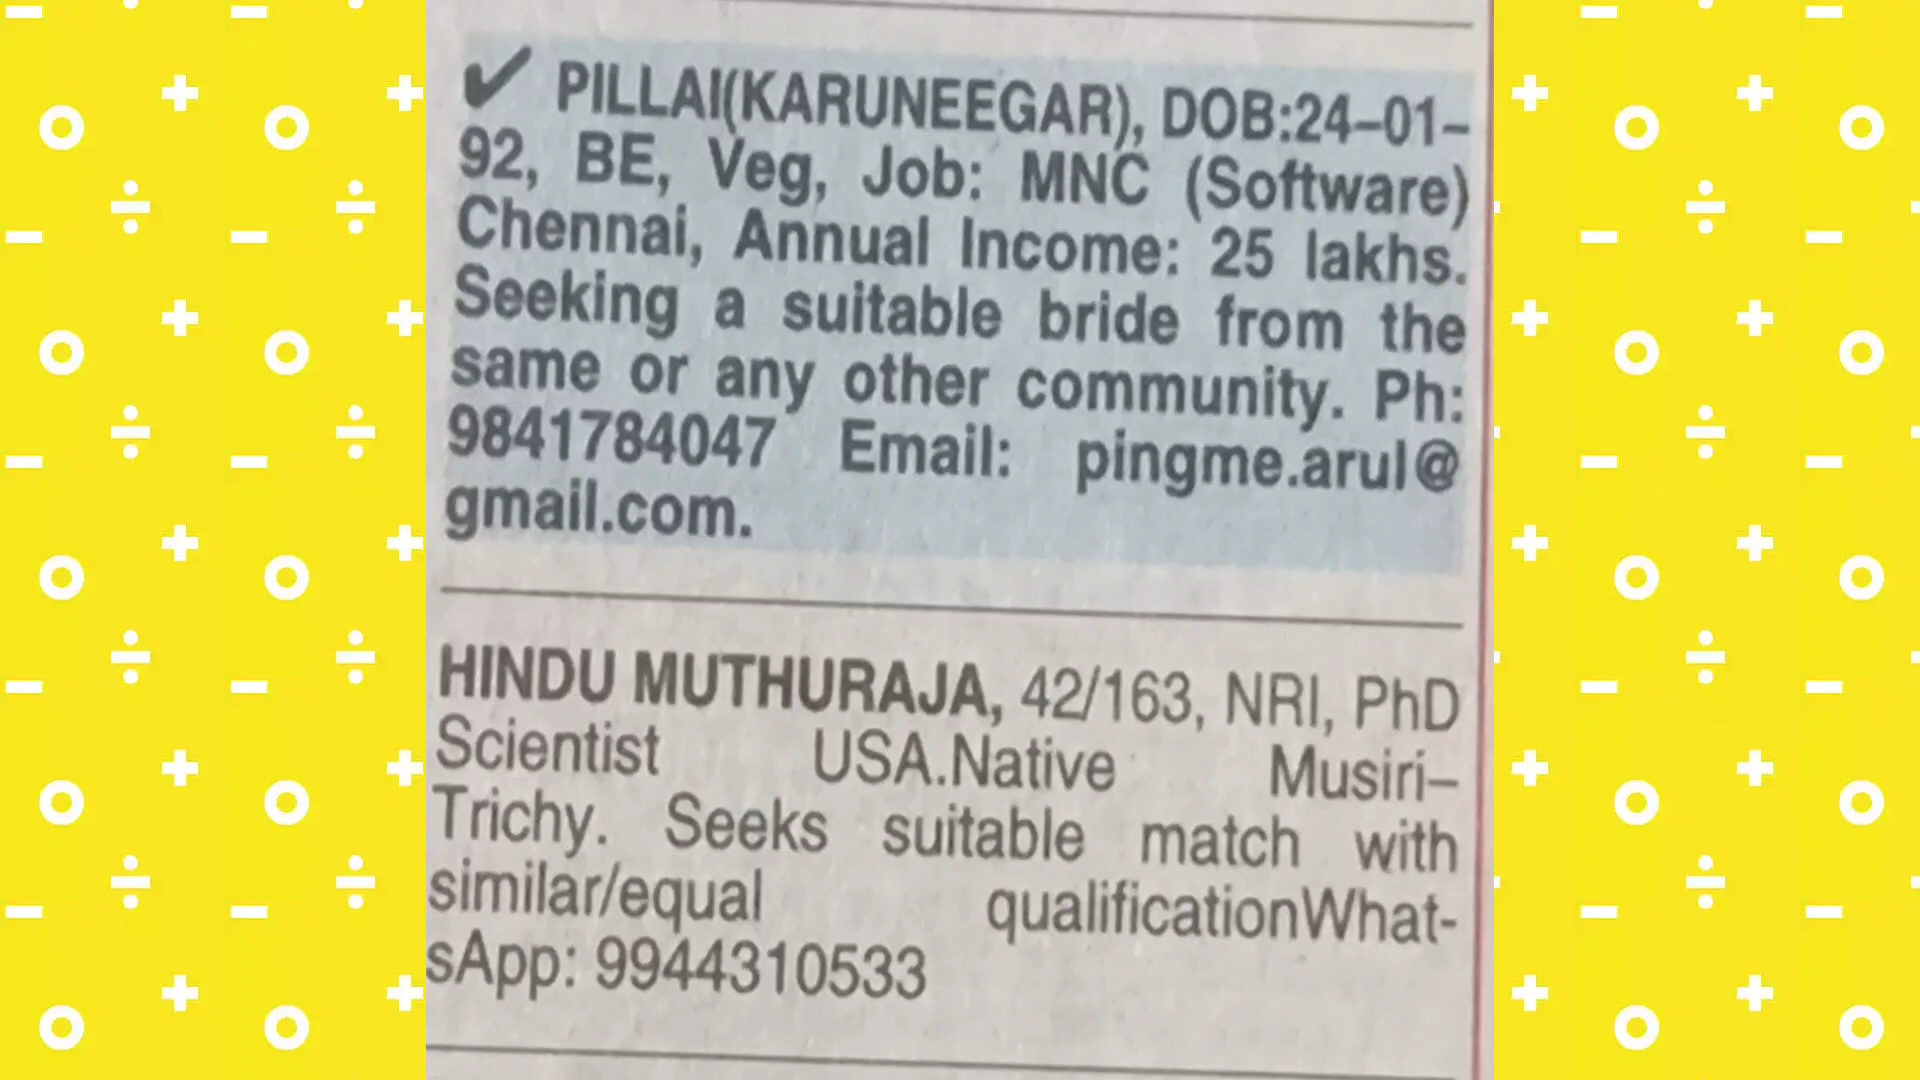 ✔ PILLAI(KARUNEEGAR), DOB:24–01–
92, BE, Veg, Job: MNC (Software)
Chennai, Annual Income: 25 lakhs.
Seeking a suitable bride from the
same or any other community. Ph:
9841784047 Email: pingme.arul@
gmail.com.
HINDU MUTHURAJA, 42/163, NRI, PhD
Scientist USA.Native Musiri–
Trichy. Seeks suitable match with
similar/equal qualificationWhat-
sApp: 9944310533